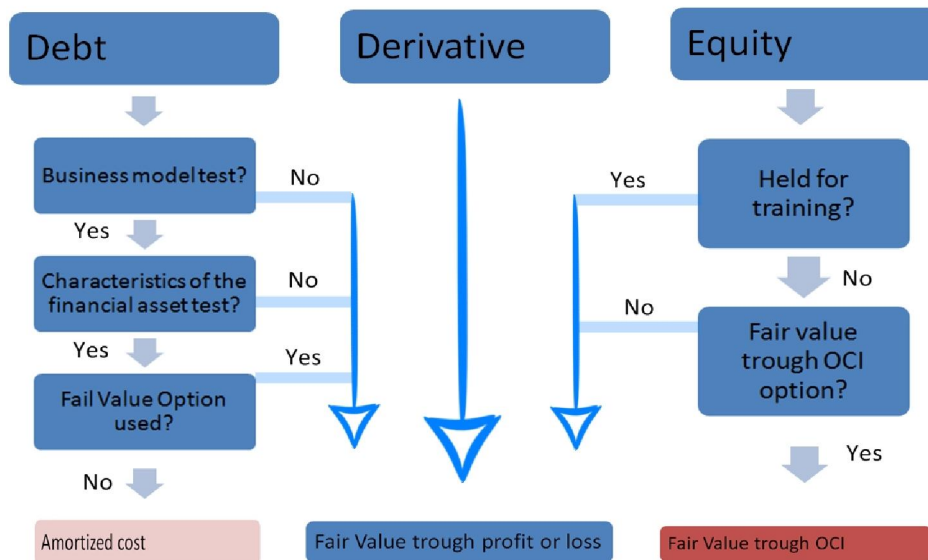 Debt
Derivative
Equity
Business model test?
No
Yes
Held for
training?
Yes
No
Characteristics of the
financial asset test?
No
No
Fair value
trough OCI
option?
Yes
Yes
Fail Value Option
used?
No
Yes
Amortized cost
Fair Value trough profit or loss
Fair Value trough OCI